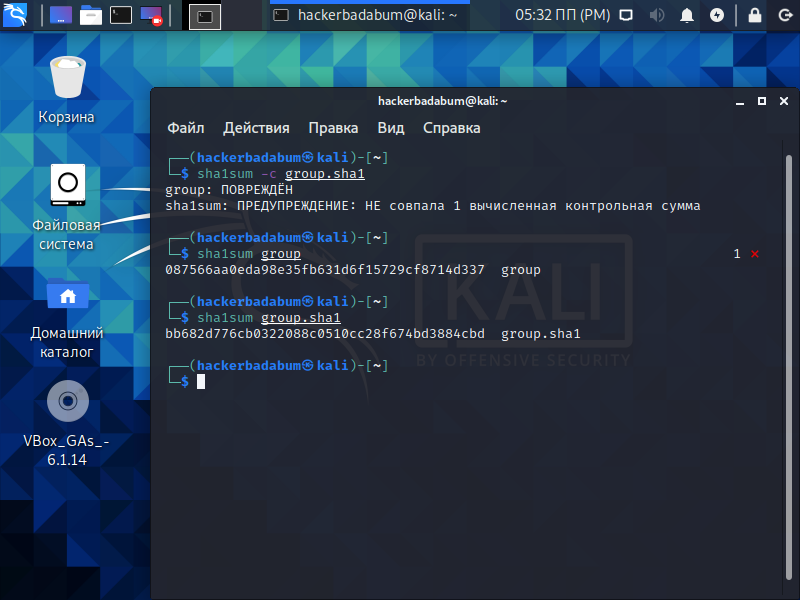 hackerbadabum@kali: ~
05:32 ПП (PM)
Корзина
Файловая
система
Домашний
каталог
VBox_GAs_-
6.1.14
hackerbadabum@kali: ~
Файл Действия Правка Вид Справка
(hackerbadabum㉿kali)-[~]
$ sha1sum -c group.sha1
group: ПОВРЕЖДЁН
sha1sum: ПРЕДУПРЕЖДЕНИЕ: НЕ совпала 1 вычисленная контрольная сумма
(hackerbadabum㉿kali)-[~]
$ sha1sum group 1 ⨯
087566aa0eda98e35fb631d6f15729cf8714d337 group
(hackerbadabum㉿kali)-[~]
$ sha1sum group.sha1
bb682d776cb0322088c0510cc28f674bd3884cbd group.sha1
(hackerbadabum㉿kali)-[~]
$
KALI
BY OFFENSIVE SECURITY